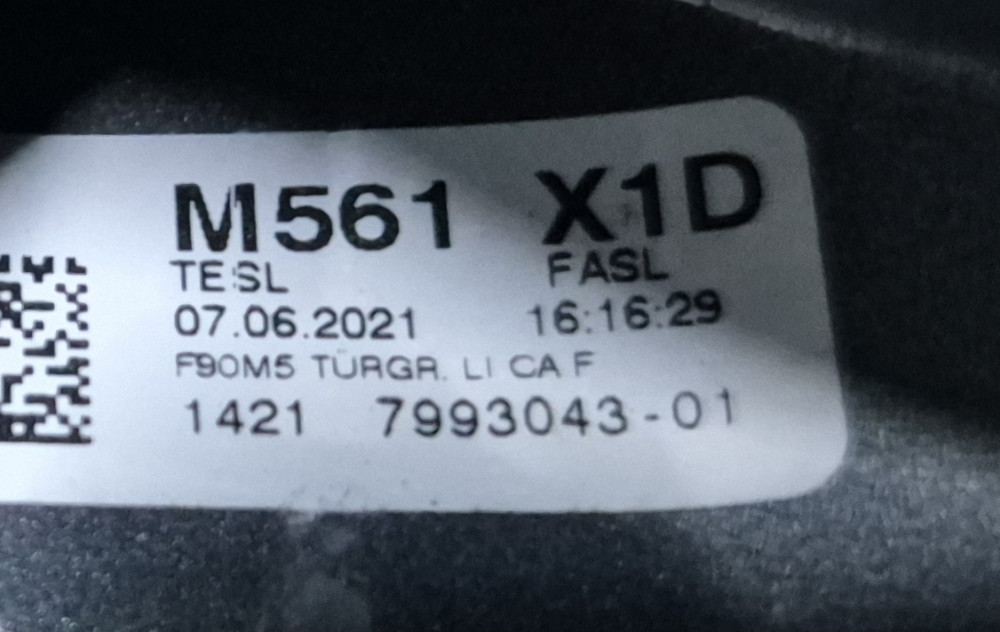 M561 X1D
TESL FASL
07.06.2021 16:16:29
F90M5 TÜRGR. LI CA F
1421 7993043-01